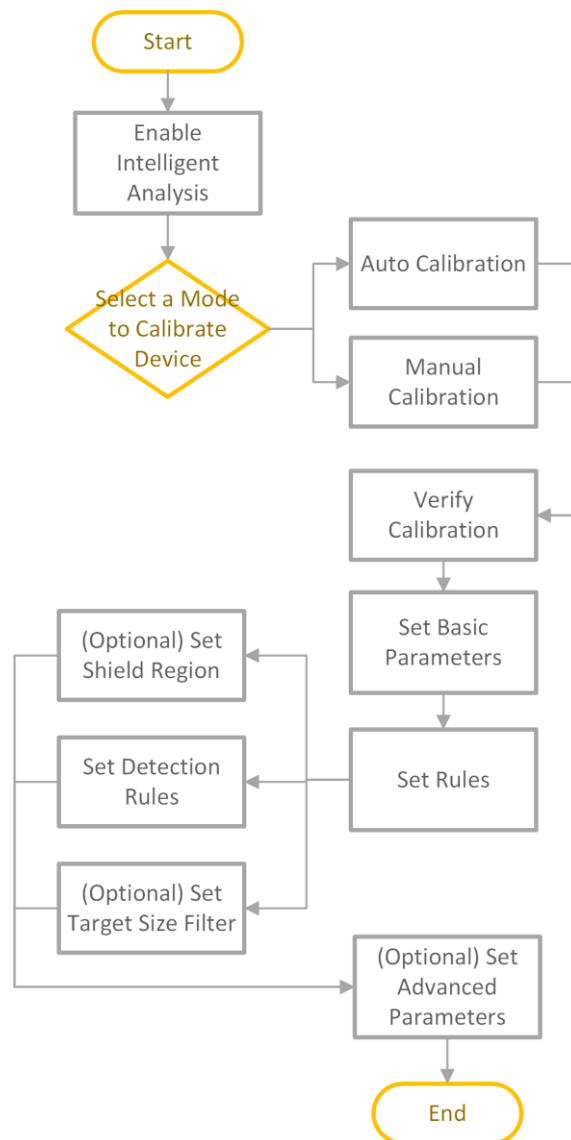 Start
Enable
Intelligent
Analysis
Select a Mode
to Calibrate
Device
Auto Calibration
Manual
Calibration
Verify
Calibration
Set Basic
Parameters
Set Rules
(Optional) Set
Shield Region
Set Detection
Rules
(Optional) Set
Target Size Filter
(Optional) Set
Advanced
Parameters
End